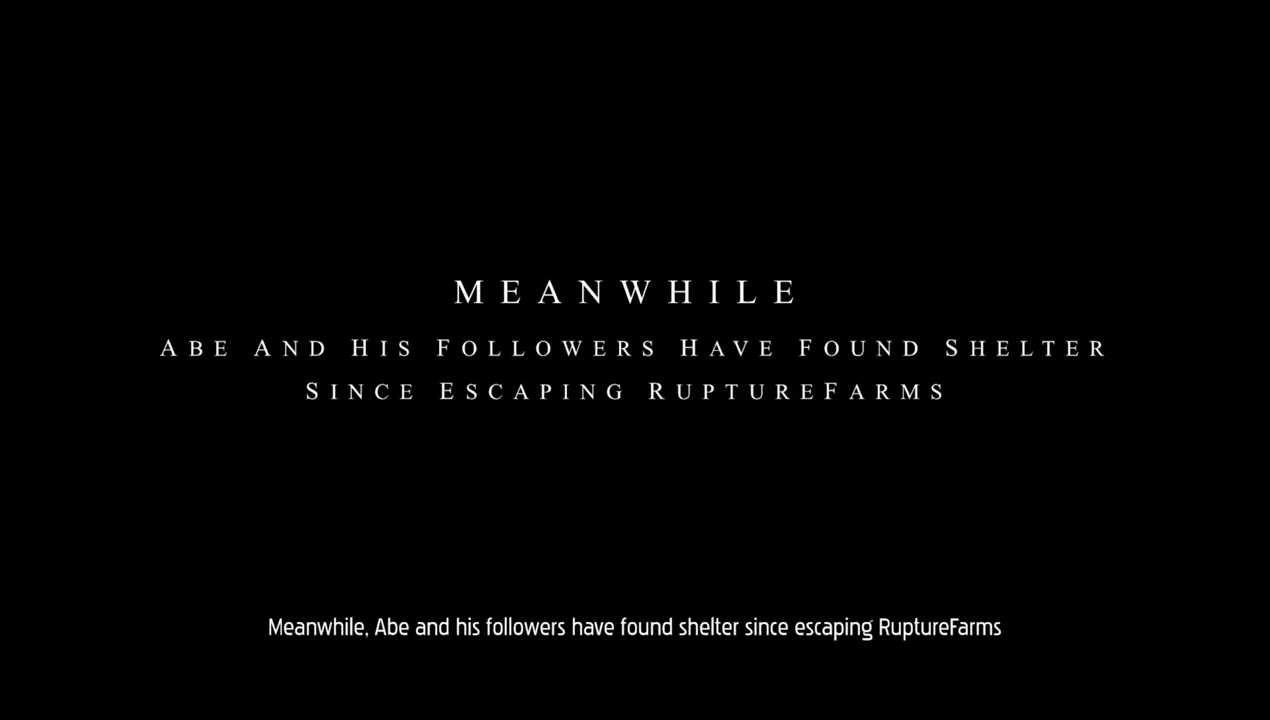 MEANWHILE
ABE AND HIS FOLLOWERS HAVE FOUND SHELTER
SINCE ESCAPING RUPTUREFARMS
Meanwhile, Abe and his followers have found shelter since escaping RuptureFarms